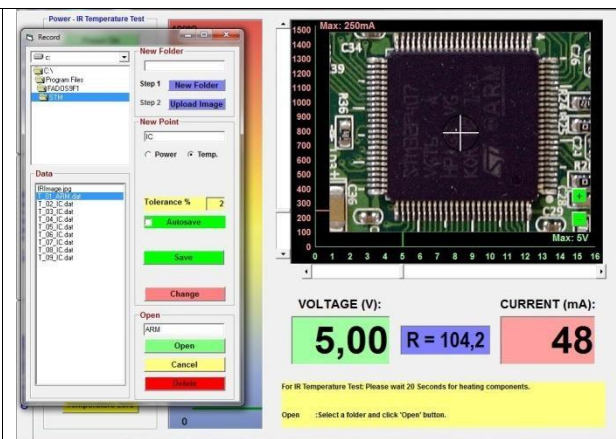 Power - IR Temperature Test
Record
c:
C:\
Program Files
FADOS9F1
STM
New Folder
Step 1 New Folder
Step 2 Upload Image
New Point
IC
Power Temp.
Data
IRImage.jpg
T_01_ARM.dat
T_02_IC.dat
T_03_IC.dat
T_04_IC.dat
T_05_IC.dat
T_06_IC.dat
T_07_IC.dat
T_08_IC.dat
T_09_IC.dat
Tolerance % 2
Autosave
Save
Change
Open
ARM
Open
Cancel
Delete
0
Max: 250mA
1500
1400
1300
1200
1100
1000
900
800
700
600
500
400
300
200
100
0
0 1 2 3 4 5 6 7 8 9 10 11 12 13 14 15 16
C34
39
R36
ST
Max: 5V
VOLTAGE (V):
5,00
R = 104,2
CURRENT (mA):
48
For IR Temperature Test: Please wait 20 Seconds for heating components.
Open :Select a folder and click 'Open' button.